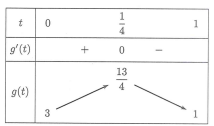 t 0 1/4 1
g'(t) + 0 −
13/4
g(t)
3 1